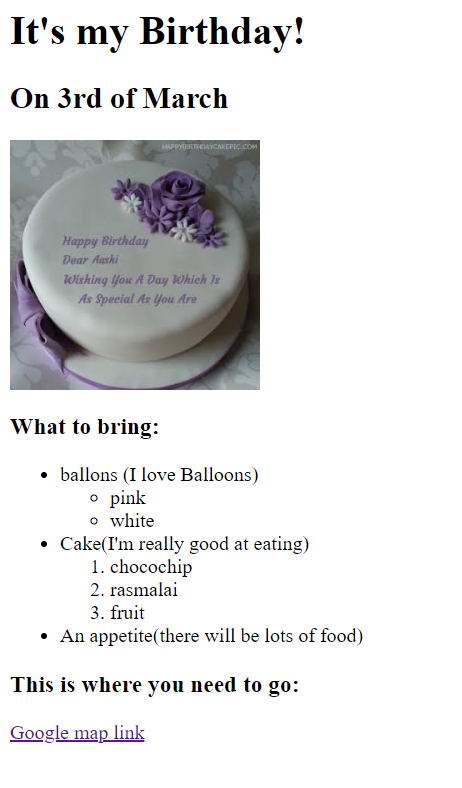 It's my Birthday!
On 3rd of March
HAPPYBIRTHDAYCAKEPIC.COM
Happy Birthday
Dear Aashi
Wishing You A Day Which Is
As Special As You Are
What to bring:
ballons (I love Balloons)
pink
white
Cake(I'm really good at eating)
1. chocochip
2. rasmalai
3. fruit
An appetite(there will be lots of food)
This is where you need to go:
Google map link